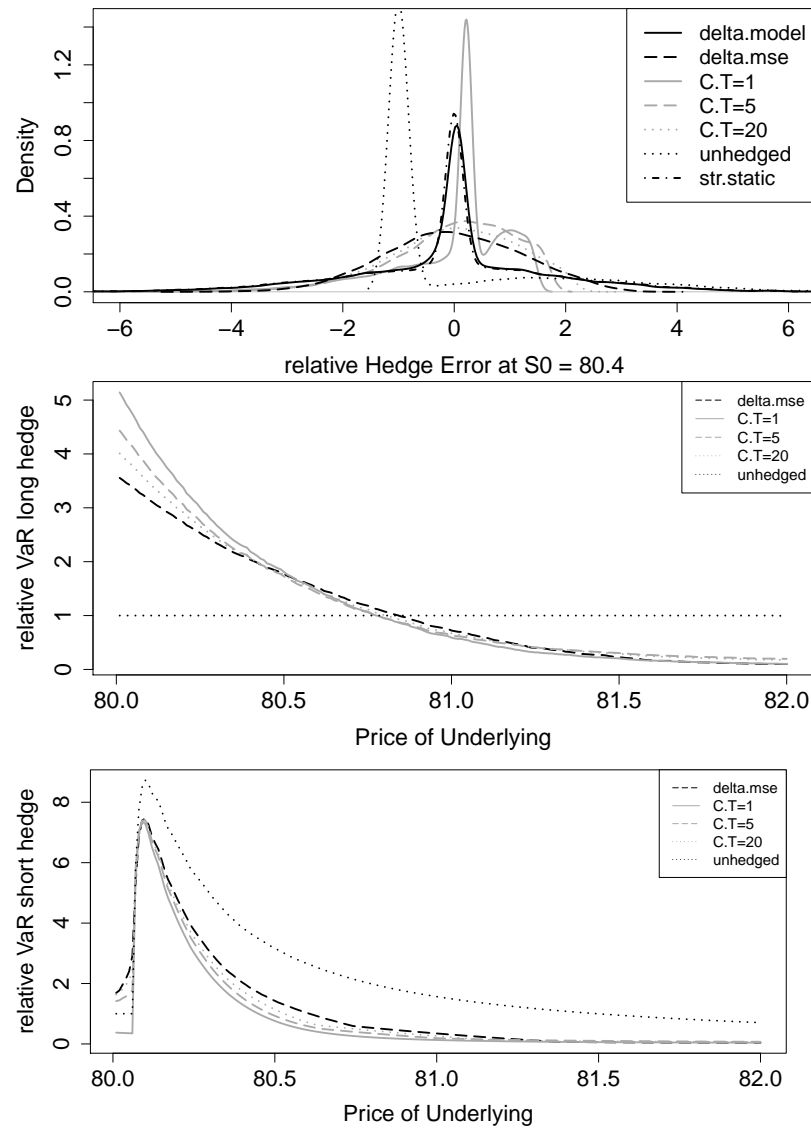 Density
0.0 0.4 0.8 1.2
delta.model
delta.mse
C.T=1
C.T=5
C.T=20
unhedged
str.static
−6 −4 −2 0 2 4 6
relative Hedge Error at S0 = 80.4
relative VaR long hedge
0 1 2 3 4 5
delta.mse
C.T=1
C.T=5
C.T=20
unhedged
80.0 80.5 81.0 81.5 82.0
Price of Underlying
relative VaR short hedge
0 2 4 6 8
delta.mse
C.T=1
C.T=5
C.T=20
unhedged
80.0 80.5 81.0 81.5 82.0
Price of Underlying